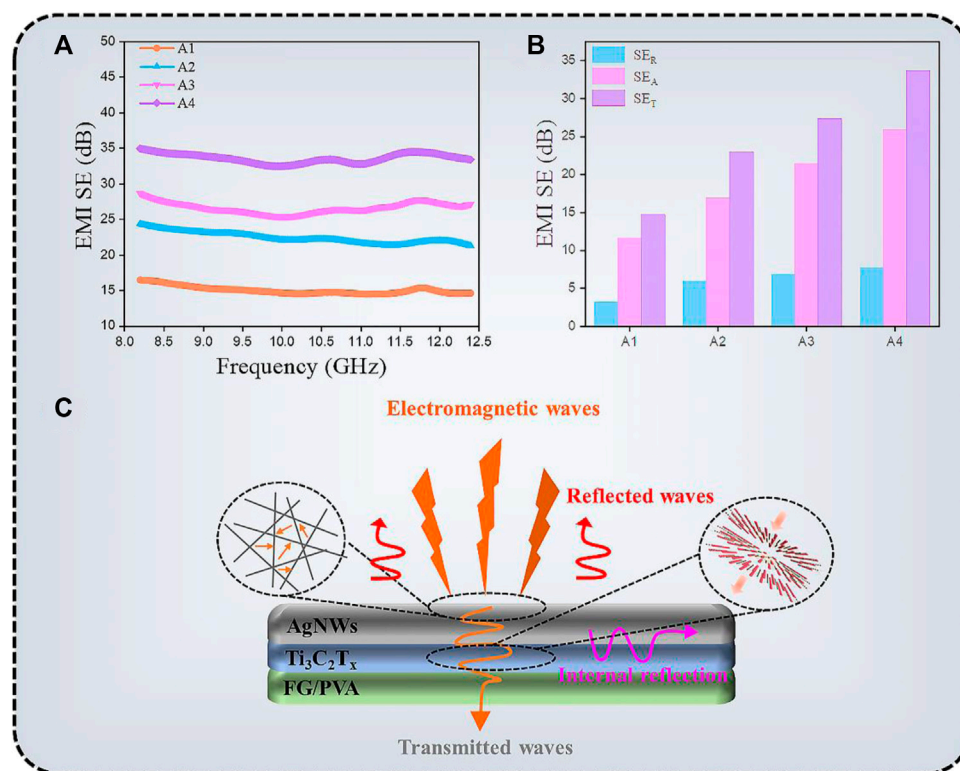 A
A1
A2
A3
A4
50
45
40
35
30
25
20
15
10
EMI SE (dB)
8.0 8.5 9.0 9.5 10.0 10.5 11.0 11.5 12.0 12.5
Frequency (GHz)
B
SE_R
SE_A
SE_T
35
30
25
20
15
10
5
0
EMI SE (dB)
A1 A2 A3 A4
C
Electromagnetic waves
Reflected waves
AgNWs
Ti₃C₂Tₓ
Internal reflection
FG/PVA
Transmitted waves